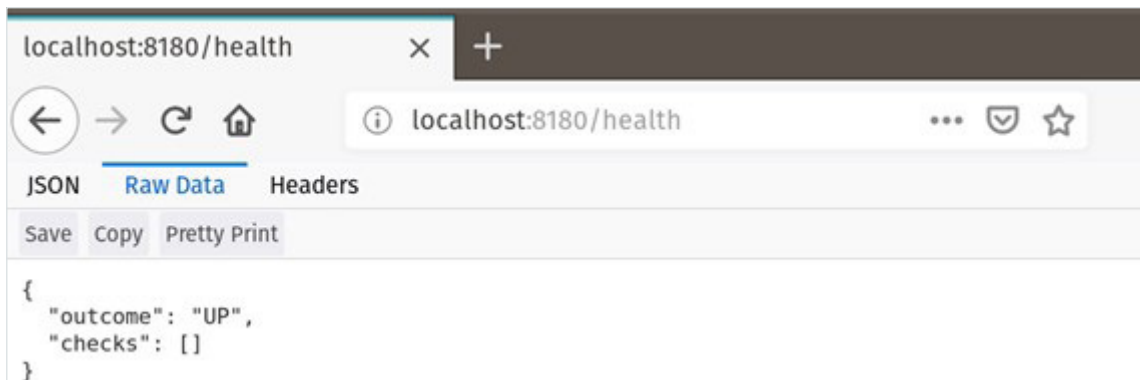 localhost:8180/health
localhost:8180/health
JSON Raw Data Headers
Save Copy Pretty Print
{
"outcome": "UP",
"checks": []
}